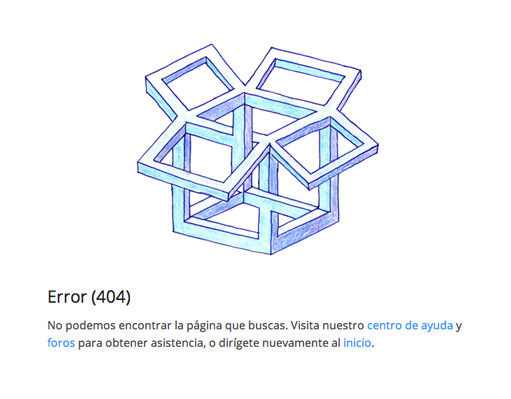 Error (404)
No podemos encontrar la página que buscas. Visita nuestro centro de ayuda y
foros para obtener asistencia, o dirígete nuevamente al inicio.